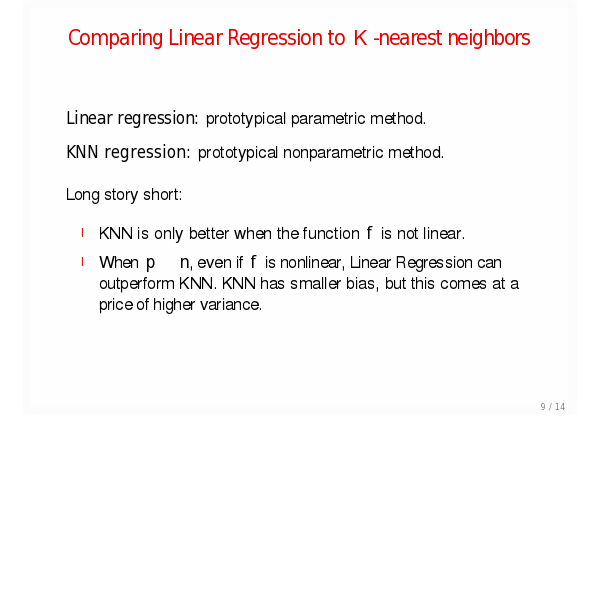 Comparing Linear Regression to K -nearest neighbors
Linear regression: prototypical parametric method.
KNN regression: prototypical nonparametric method.
Long story short:
KNN is only better when the function f is not linear.
When p n, even if f is nonlinear, Linear Regression can
outperform KNN. KNN has smaller bias, but this comes at a
price of higher variance.
9 / 14